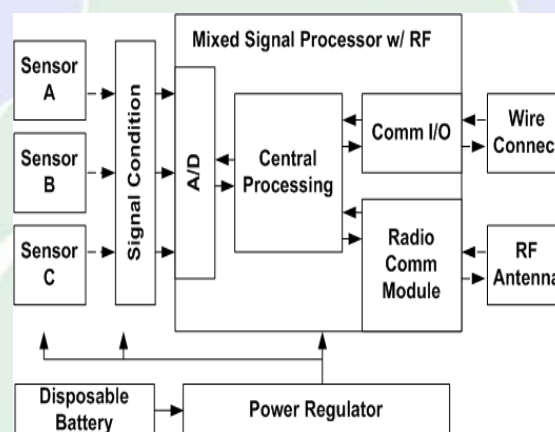 Mixed Signal Processor w/ RF
Sensor
A
Sensor
B
Sensor
C
Signal Condition
A/D
Central
Processing
Comm I/O
Radio
Comm
Module
Wire
Connec
RF
Antenna
Disposable
Battery
Power Regulator